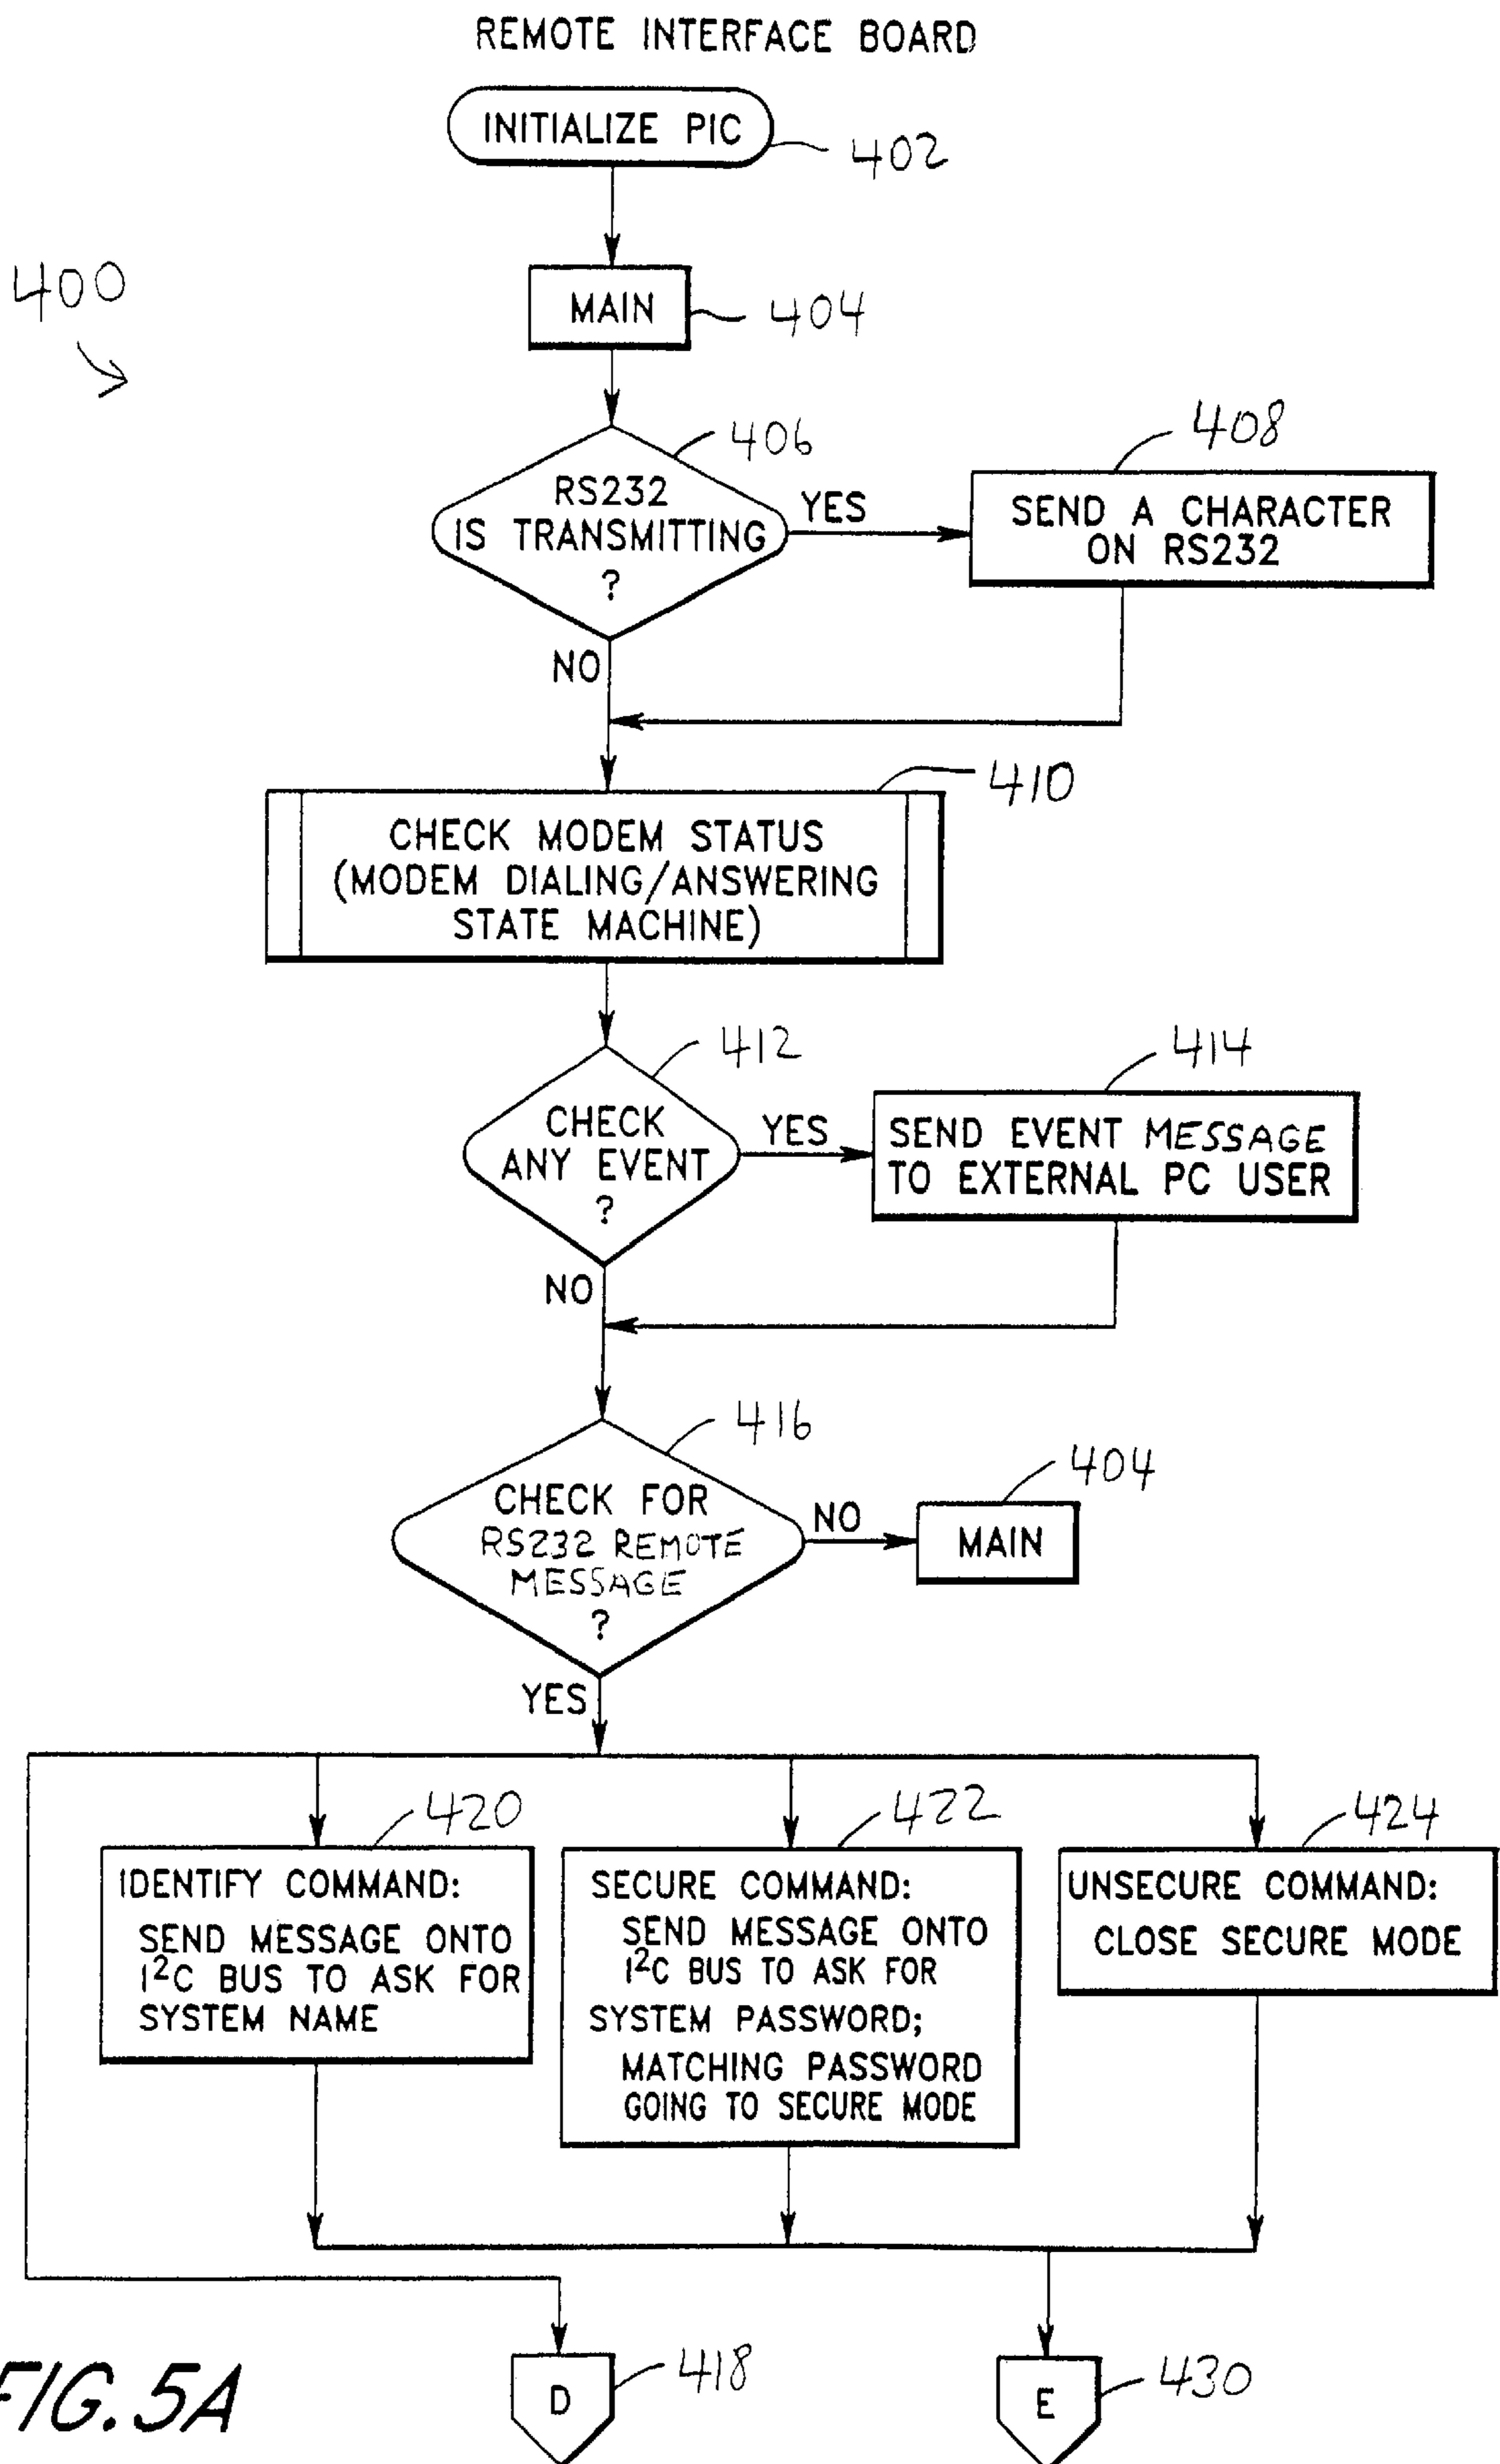 REMOTE INTERFACE BOARD
INITIALIZE PIC
402
400
MAIN
404
406
RS232
IS TRANSMITTING
?
YES
408
SEND A CHARACTER
ON RS232
NO
410
CHECK MODEM STATUS
(MODEM DIALING/ANSWERING
STATE MACHINE)
412
CHECK
ANY EVENT
?
YES
414
SEND EVENT MESSAGE
TO EXTERNAL PC USER
NO
416
CHECK FOR
RS232 REMOTE
MESSAGE
?
NO
404
MAIN
YES
420
IDENTIFY COMMAND:
SEND MESSAGE ONTO
I²C BUS TO ASK FOR
SYSTEM NAME
422
SECURE COMMAND:
SEND MESSAGE ONTO
I²C BUS TO ASK FOR
SYSTEM PASSWORD;
MATCHING PASSWORD
GOING TO SECURE MODE
424
UNSECURE COMMAND:
CLOSE SECURE MODE
D
418
E
430
FIG. 5A